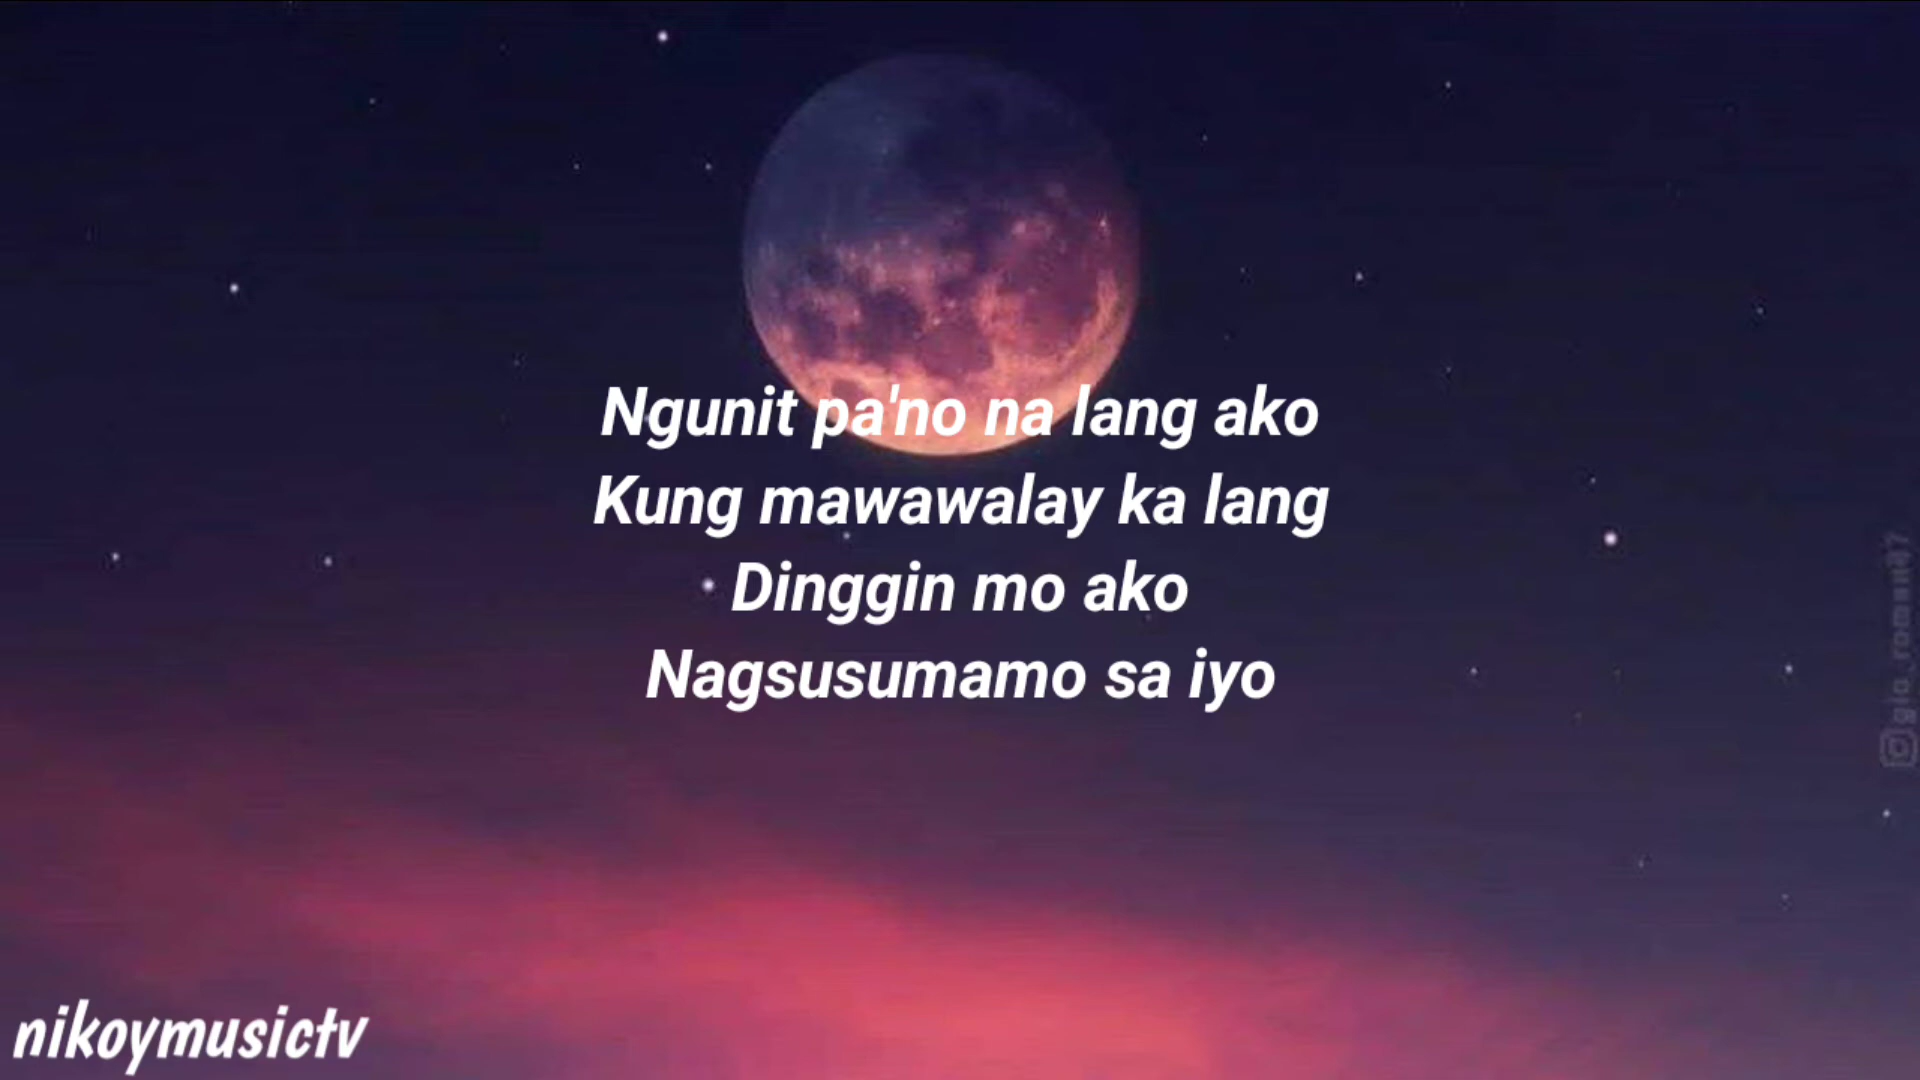 Ngunit pa'no na lang ako
Kung mawawalay ka lang
Dinggin mo ako
Nagsusumamo sa iyo
nikoymusictv